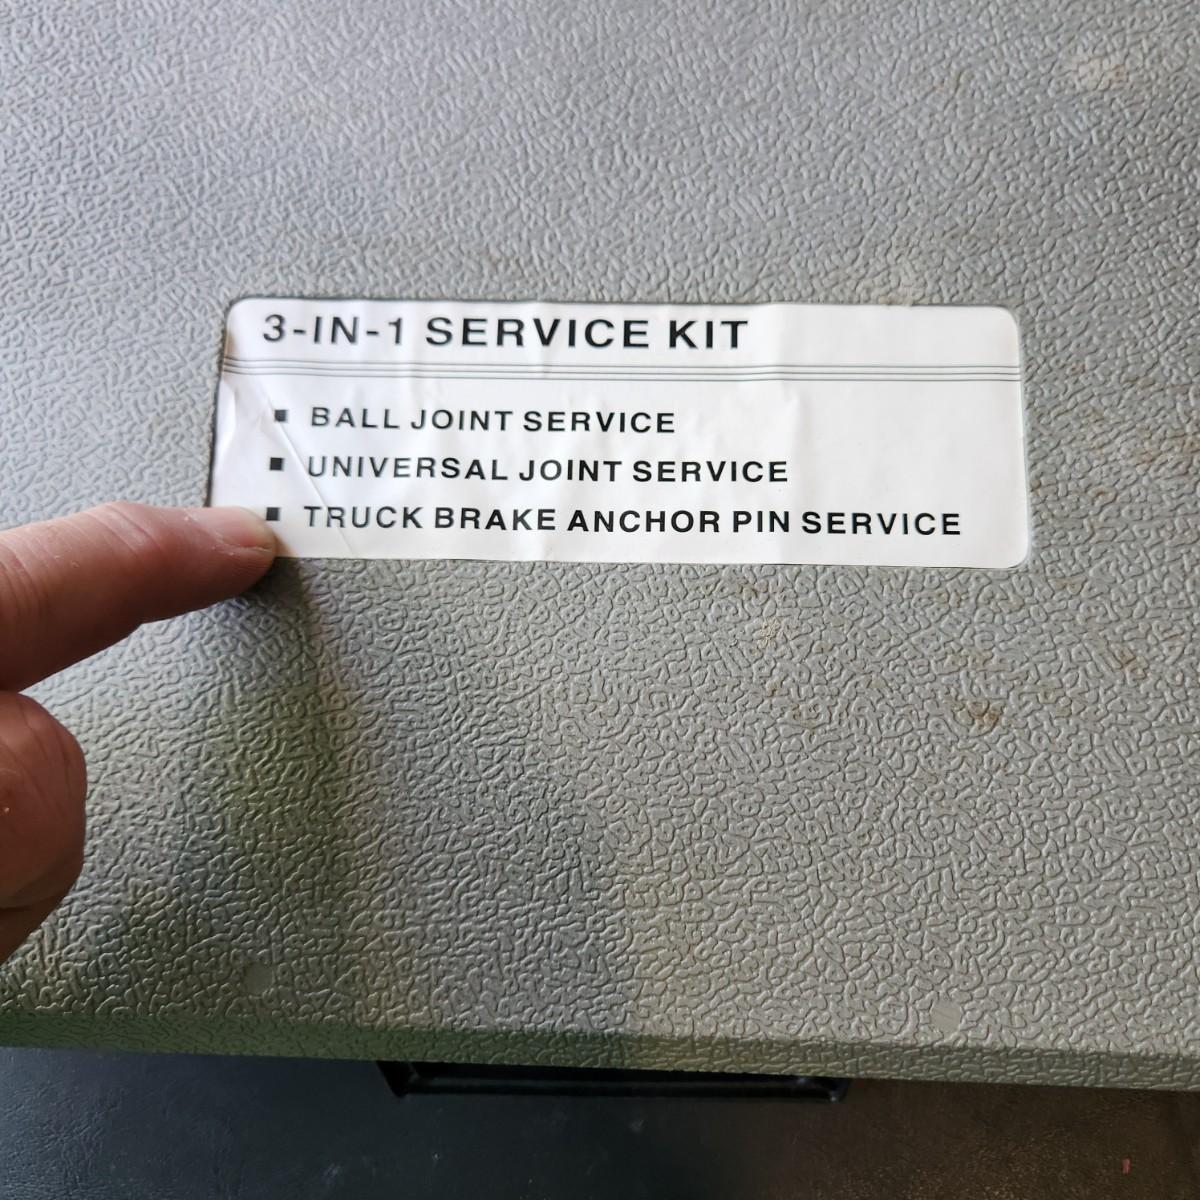 3-IN-1 SERVICE KIT
▪ BALL JOINT SERVICE
▪ UNIVERSAL JOINT SERVICE
▪ TRUCK BRAKE ANCHOR PIN SERVICE